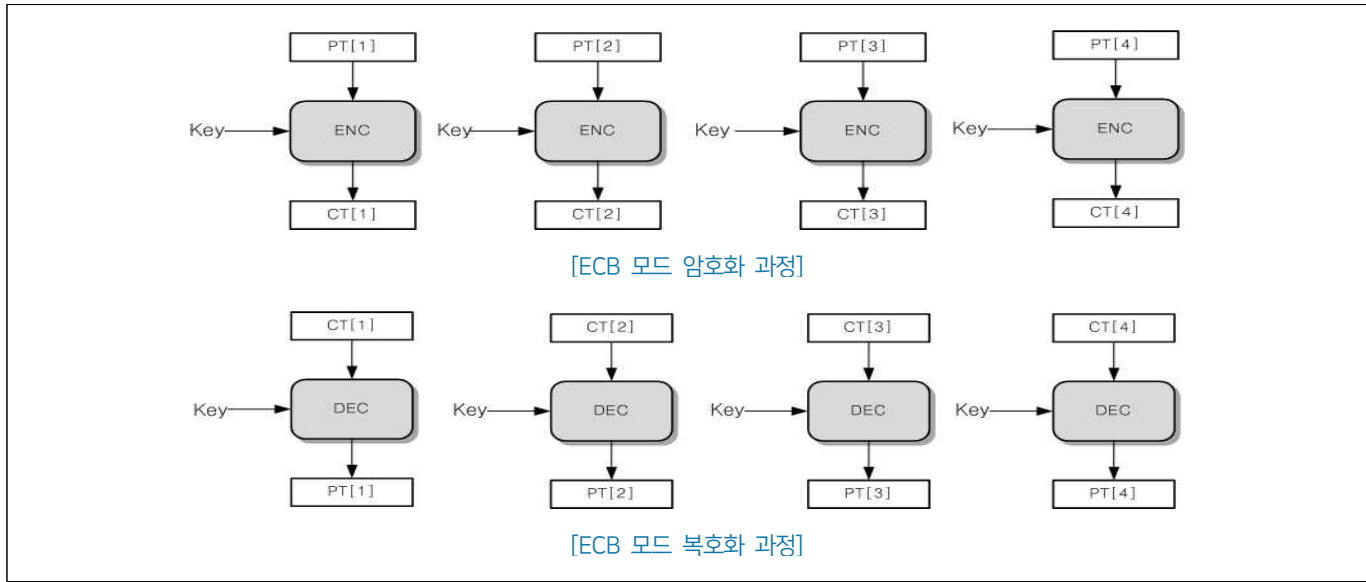 PT[1] PT[2] PT[3] PT[4]
Key ENC Key ENC Key ENC Key ENC
CT[1] CT[2] CT[3] CT[4]
[ECB 모드 암호화 과정]
CT[1] CT[2] CT[3] CT[4]
Key DEC Key DEC Key DEC Key DEC
PT[1] PT[2] PT[3] PT[4]
[ECB 모드 복호화 과정]